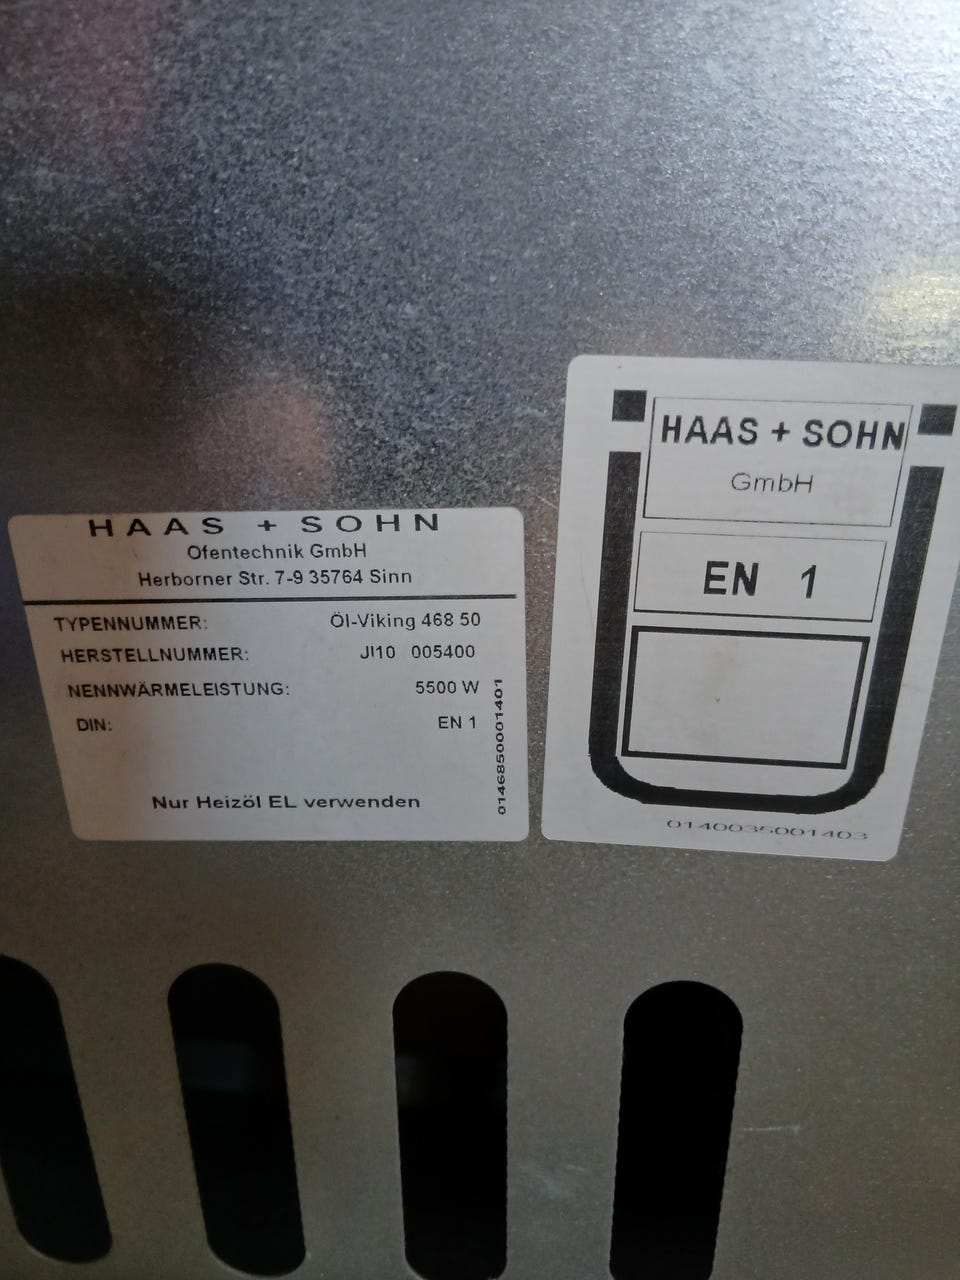 HAAS + SOHN
Ofentechnik GmbH
Herborner Str. 7-9 35764 Sinn
TYPENNUMMER: Öl-Viking 468 50
HERSTELLNUMMER: JI10 005400
NENNWÄRMELEISTUNG: 5500 W
DIN: EN 1
Nur Heizöl EL verwenden
0146850001401
HAAS + SOHN
GmbH
EN 1
0140035001403